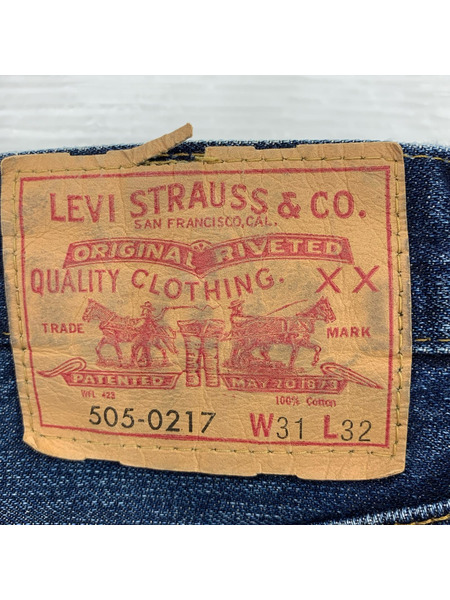 LEVI STRAUSS & CO.
SAN FRANCISCO, CAL.
ORIGINAL RIVETED
QUALITY CLOTHING. XX
TRADE MARK
PATENTED MAY 20 1873
WPL 423 100% Cotton
505-0217 W31 L32